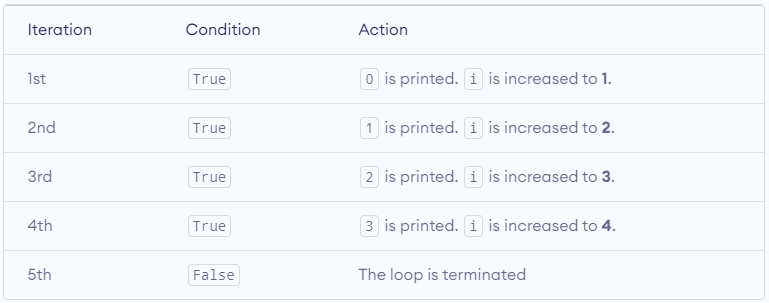 Iteration Condition Action
1st True 0 is printed. i is increased to 1.
2nd True 1 is printed. i is increased to 2.
3rd True 2 is printed. i is increased to 3.
4th True 3 is printed. i is increased to 4.
5th False The loop is terminated